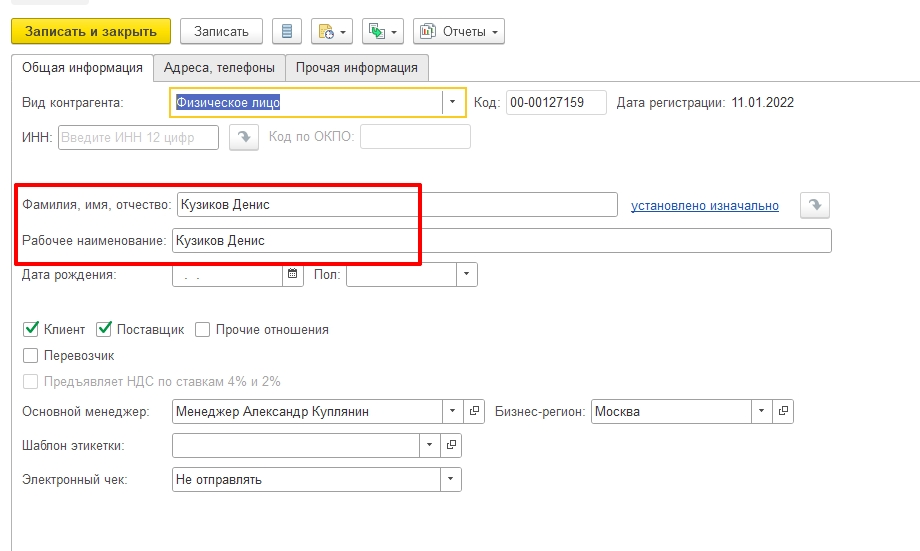 Записать и закрыть Записать Отчеты
Общая информация Адреса, телефоны Прочая информация
Вид контрагента: Физическое лицо Код: 00-00127159 Дата регистрации: 11.01.2022
ИНН: Введите ИНН 12 цифр Код по ОКПО:
Фамилия, имя, отчество: Кузиков Денис установлено изначально
Рабочее наименование: Кузиков Денис
Дата рождения: . . Пол:
Клиент Поставщик Прочие отношения
Перевозчик
Предъявляет НДС по ставкам 4% и 2%
Основной менеджер: Менеджер Александр Куплянин Бизнес-регион: Москва
Шаблон этикетки:
Электронный чек: Не отправлять